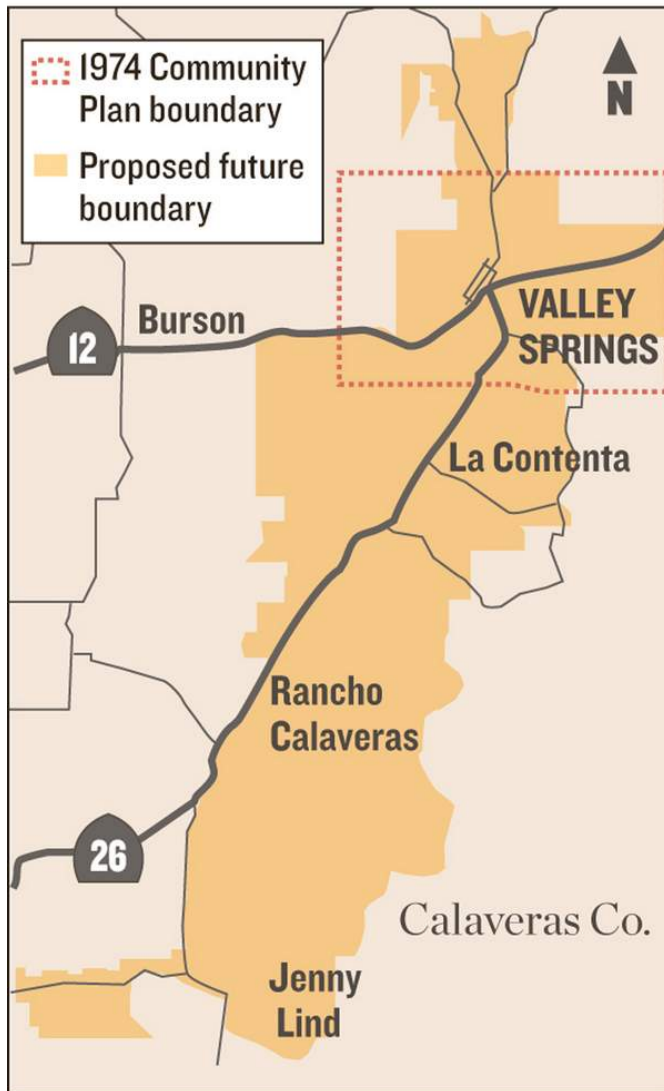 1974 Community
Plan boundary
Proposed future
boundary
N
Burson
12
VALLEY
SPRINGS
La Contenta
Rancho
Calaveras
26
Calaveras Co.
Jenny
Lind